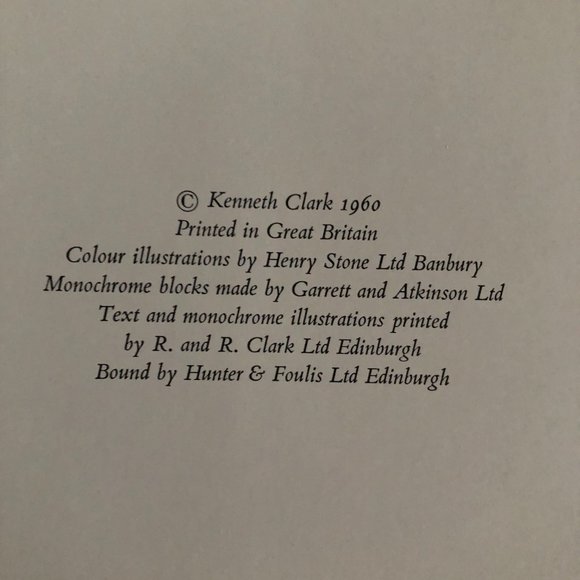 © Kenneth Clark 1960
Printed in Great Britain
Colour illustrations by Henry Stone Ltd Banbury
Monochrome blocks made by Garrett and Atkinson Ltd
Text and monochrome illustrations printed
by R. and R. Clark Ltd Edinburgh
Bound by Hunter & Foulis Ltd Edinburgh